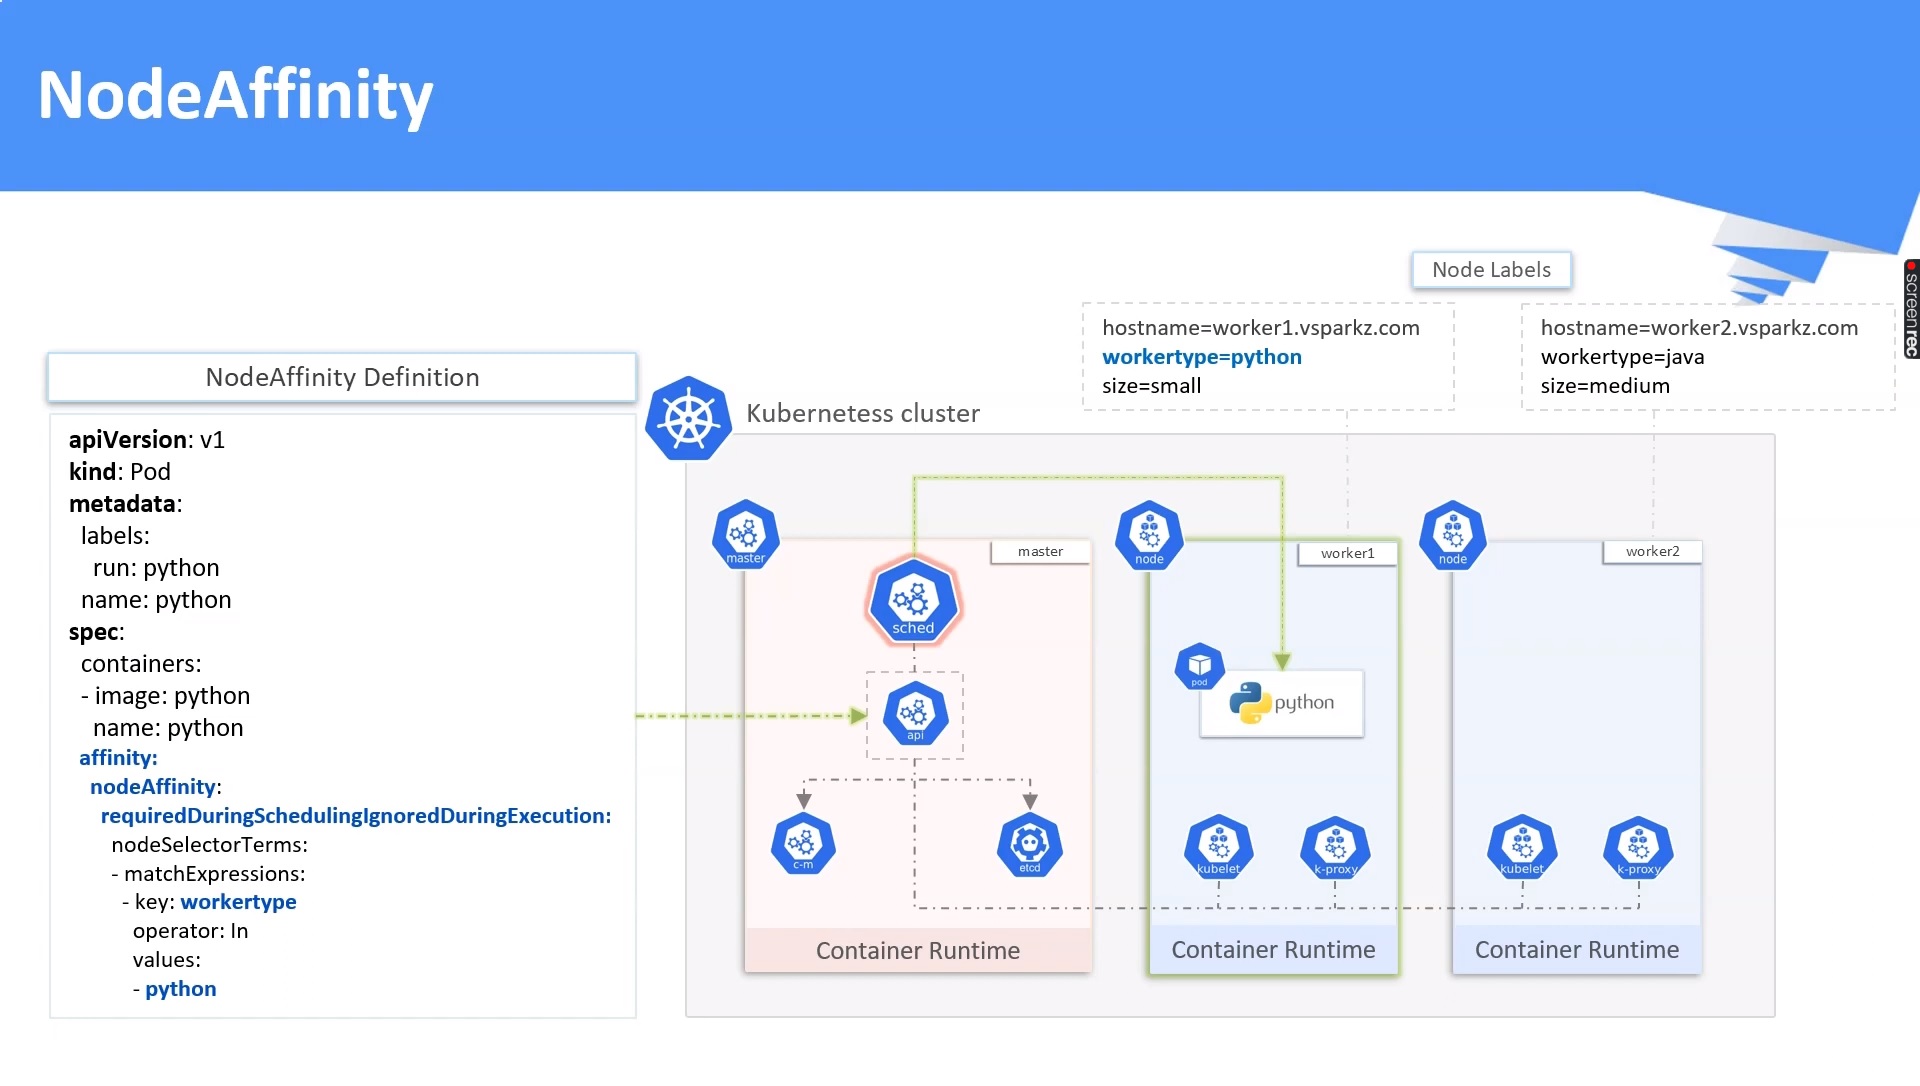 NodeAffinity
Node Labels
hostname=worker1.vsparkz.com
workertype=python
size=small
hostname=worker2.vsparkz.com
workertype=java
size=medium
screenrec
NodeAffinity Definition
apiVersion: v1
kind: Pod
metadata:
labels:
run: python
name: python
spec:
containers:
- image: python
name: python
affinity:
nodeAffinity:
requiredDuringSchedulingIgnoredDuringExecution:
nodeSelectorTerms:
- matchExpressions:
- key: workertype
operator: In
values:
- python
Kubernetess cluster
master
master
sched
api
c-m
etcd
Container Runtime
node
worker1
pod
python
kubelet
k-proxy
Container Runtime
node
worker2
kubelet
k-proxy
Container Runtime